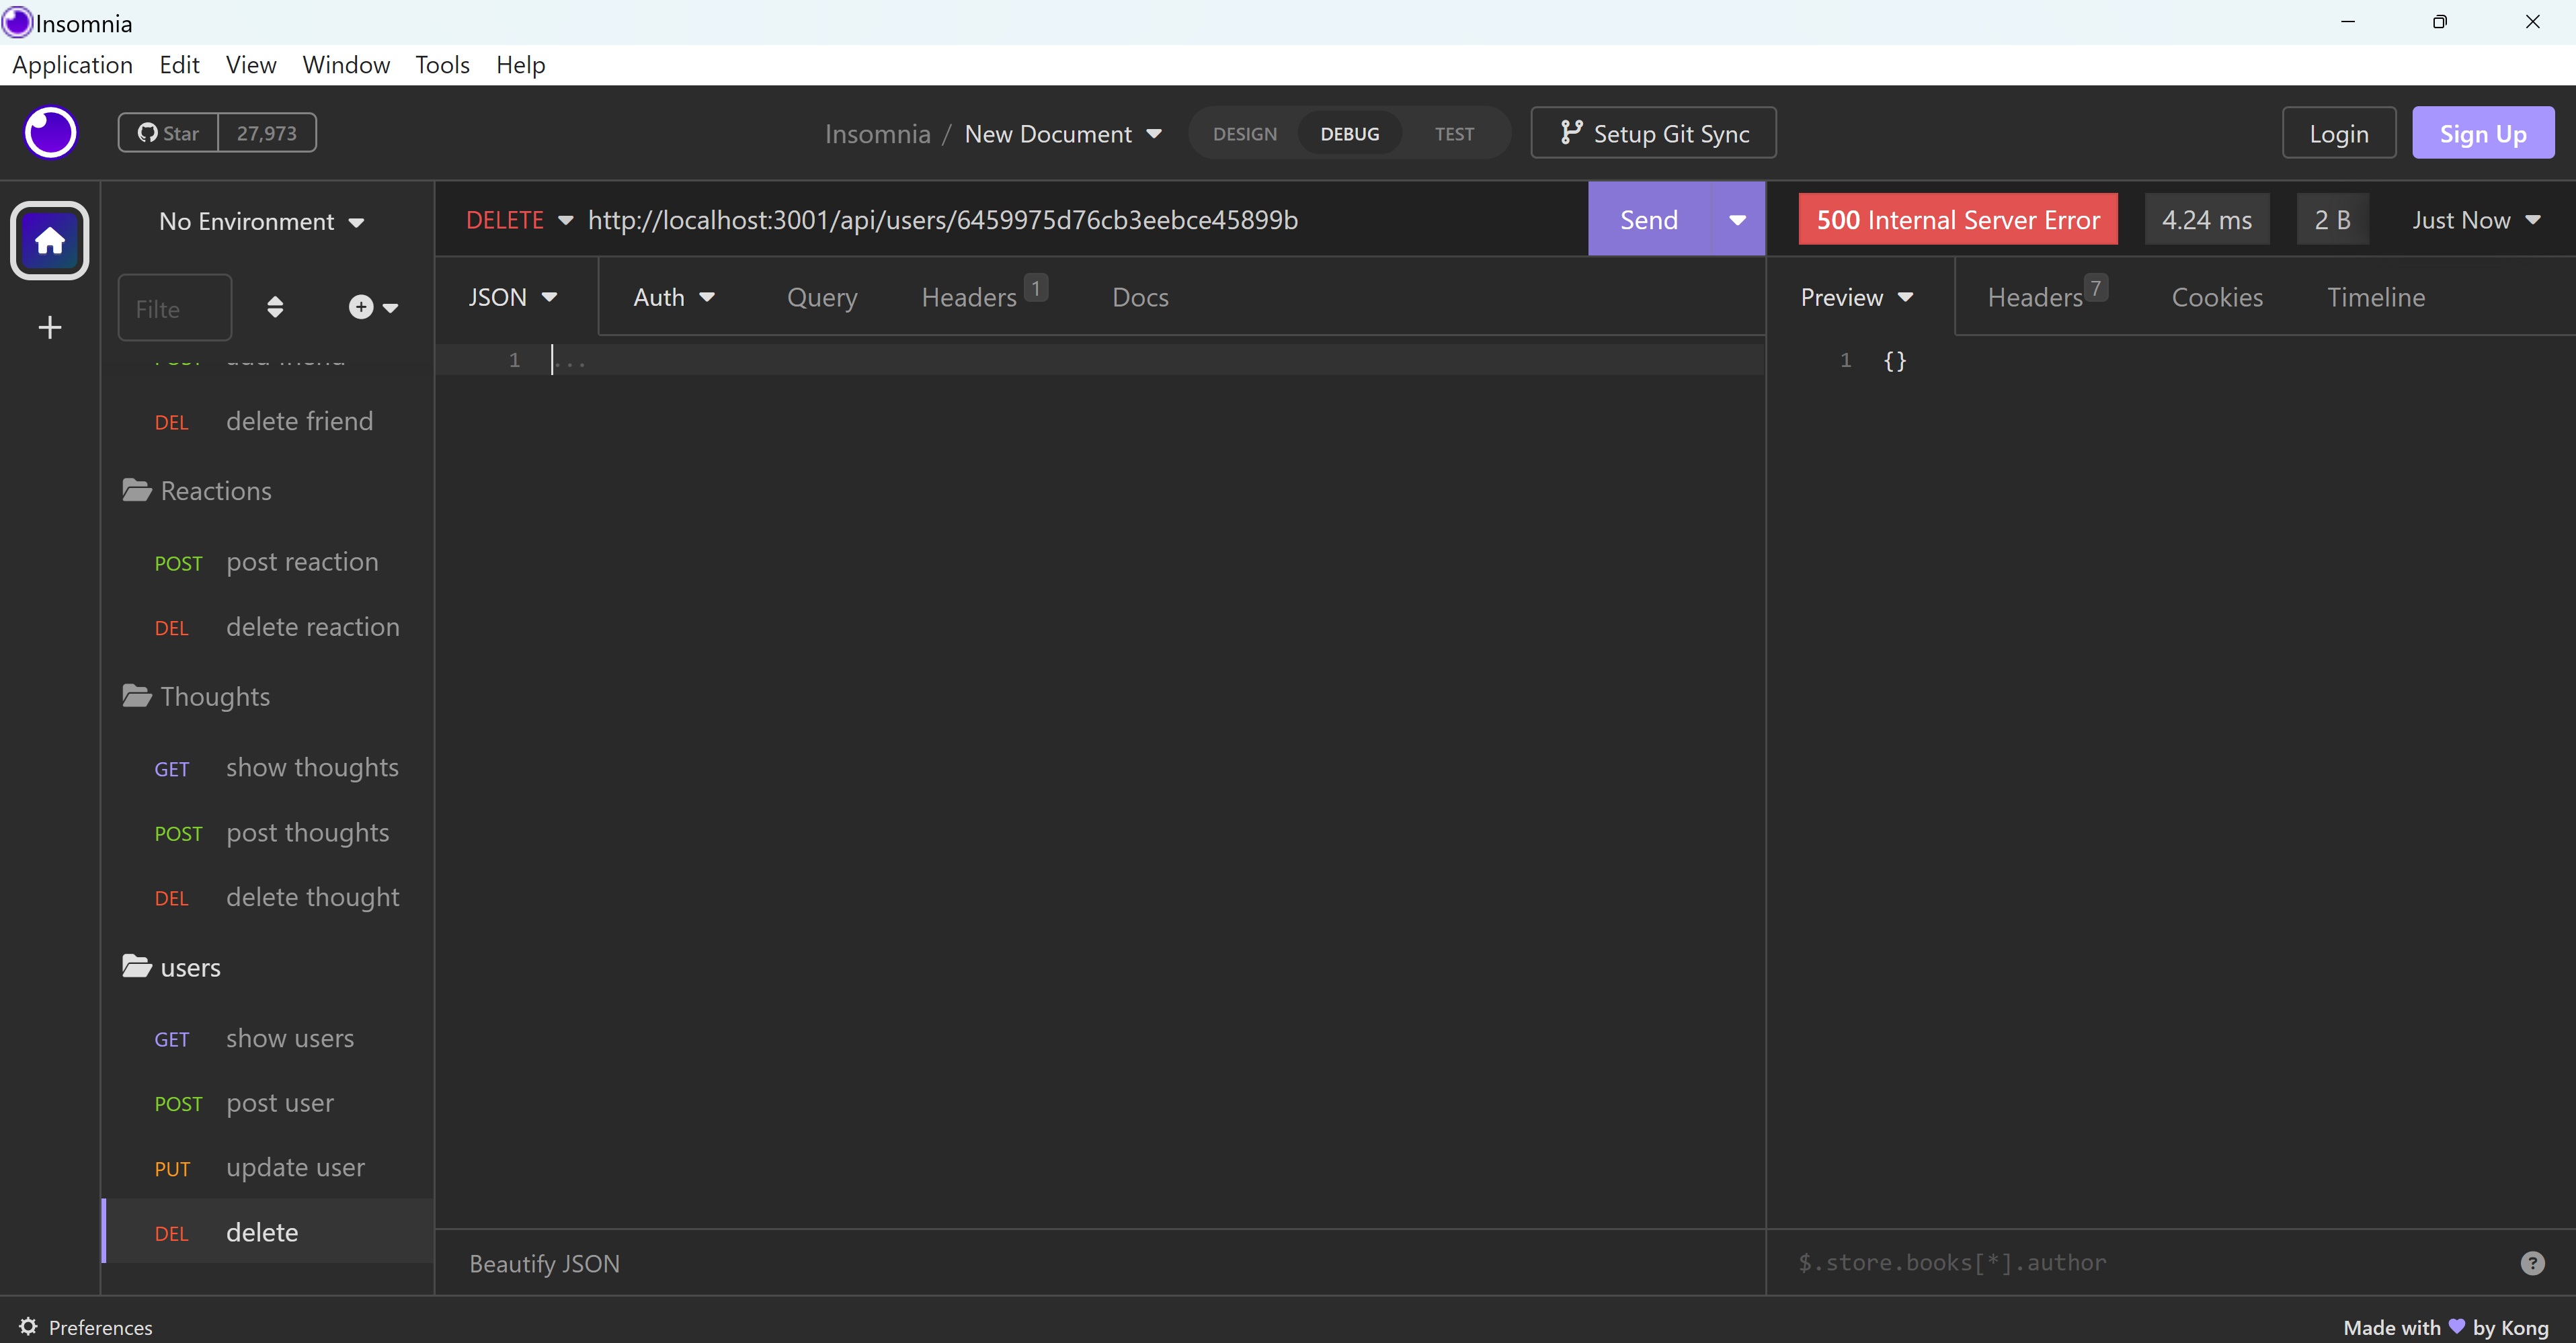 Insomnia
Application Edit View Window Tools Help
Star 27,973
Insomnia / New Document
DESIGN DEBUG TEST
Setup Git Sync
Login
Sign Up
No Environment
DELETE http://localhost:3001/api/users/6459975d76cb3eebce45899b
Send
500 Internal Server Error
4.24 ms
2 B
Just Now
Filte
JSON Auth Query Headers 1 Docs
Preview Headers 7 Cookies Timeline
1 ...
1 {}
DEL delete friend
Reactions
POST post reaction
DEL delete reaction
Thoughts
GET show thoughts
POST post thoughts
DEL delete thought
users
GET show users
POST post user
PUT update user
DEL delete
Beautify JSON
$.store.books[*].author
?
Preferences
Made with 💜 by Kong